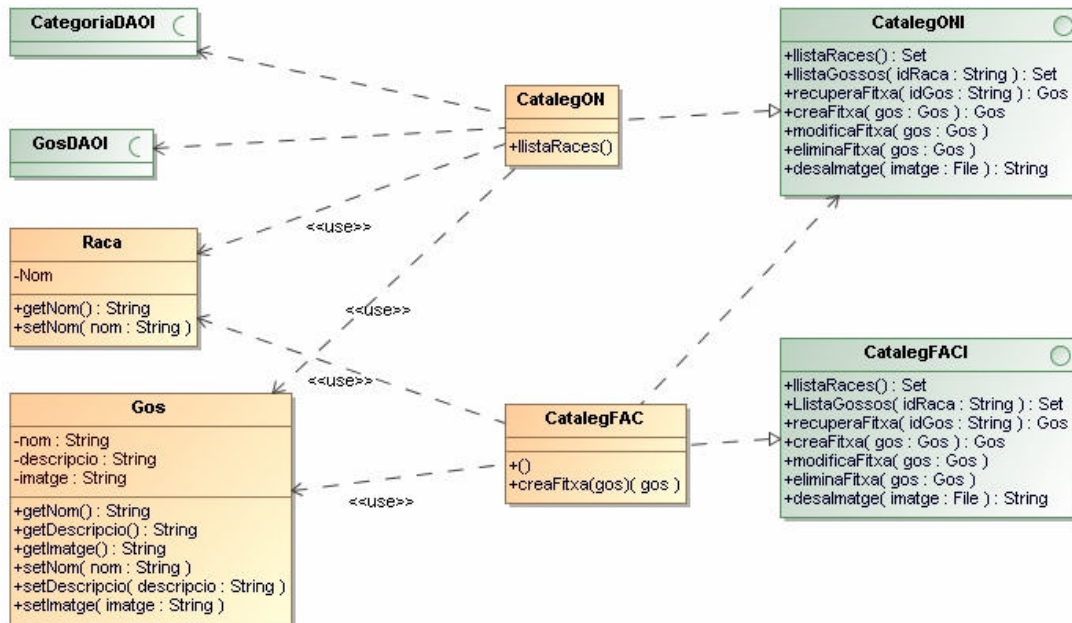 CategoriaDAOI
GosDAOI
Raca
-Nom
+getNom() : String
+setNom( nom : String )
Gos
-nom : String
-descripcio : String
-imatge : String
+getNom() : String
+getDescripcio() : String
+getImatge() : String
+setNom( nom : String )
+setDescripcio( descripcio : String )
+setImatge( imatge : String )
<<use>>
<<use>>
<<use>>
<<use>>
CatalegON
+llistaRaces()
CatalegFAC
+()
+creaFitxa(gos)( gos )
CatalegONI
+llistaRaces() : Set
+llistaGossos( idRaca : String ) : Set
+recuperaFitxa( idGos : String ) : Gos
+creaFitxa( gos : Gos ) : Gos
+modificaFitxa( gos : Gos )
+eliminaFitxa( gos : Gos )
+desaImatge( imatge : File ) : String
CatalegFACI
+llistaRaces() : Set
+LlistaGossos( idRaca : String ) : Set
+recuperaFitxa( idGos : String ) : Gos
+creaFitxa( gos : Gos ) : Gos
+modificaFitxa( gos : Gos )
+eliminaFitxa( gos : Gos )
+desaImatge( imatge : File ) : String